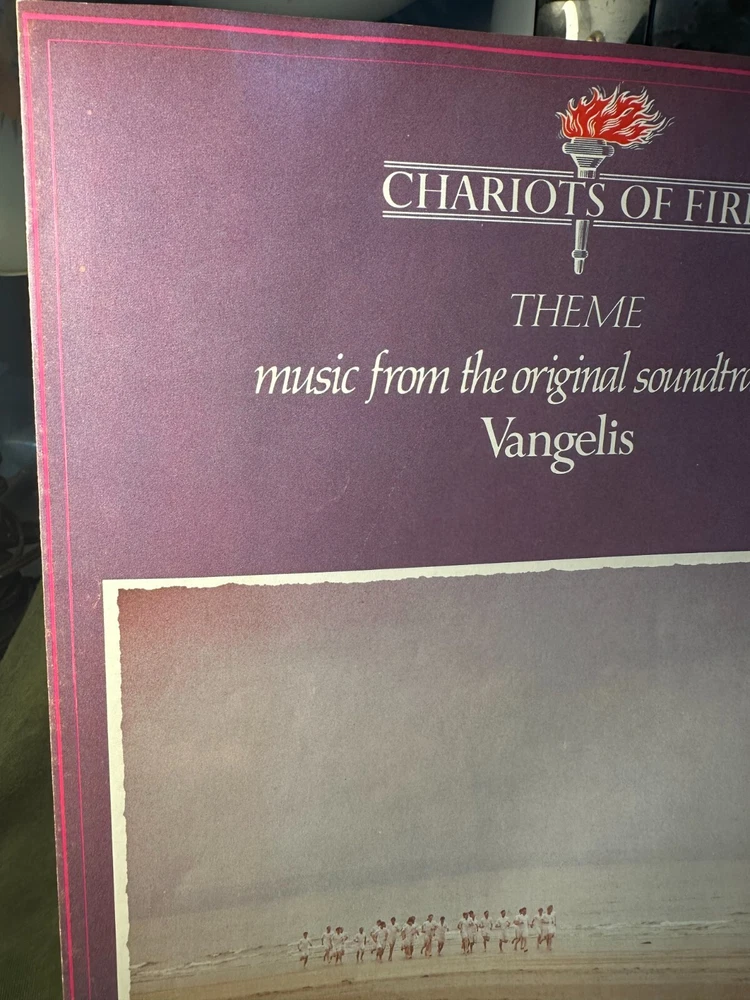 CHARIOTS OF FIR
THEME
music from the original soundtra
Vangelis